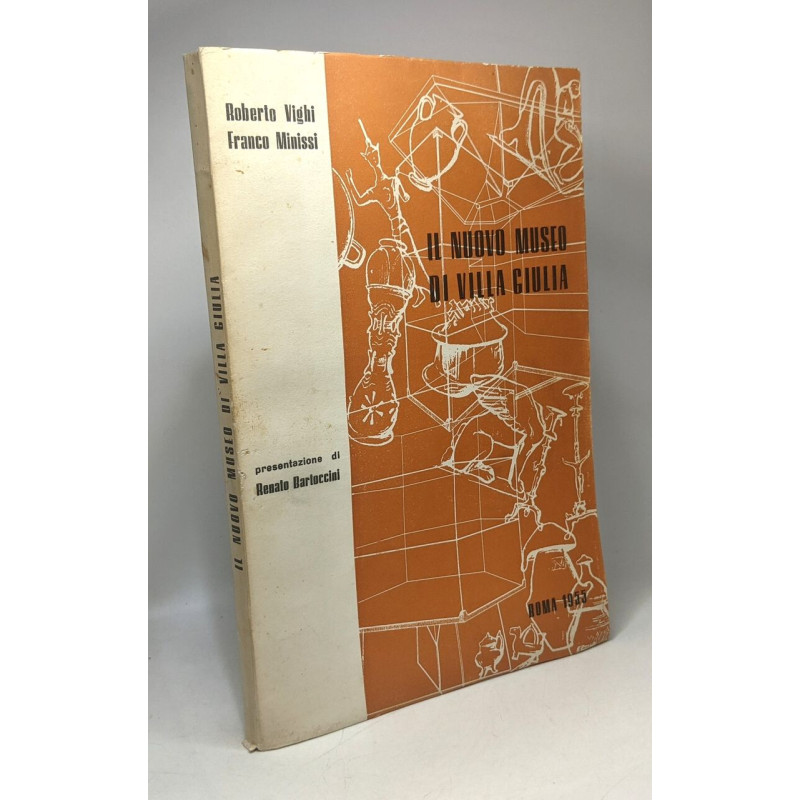 Roberto Vighi
Franco Minissi
IL NUOVO MUSEO
DI VILLA GIULIA
presentazione di
Renato Bartoccini
ROMA 1955
IL NUOVO MUSEO DI VILLA GIULIA